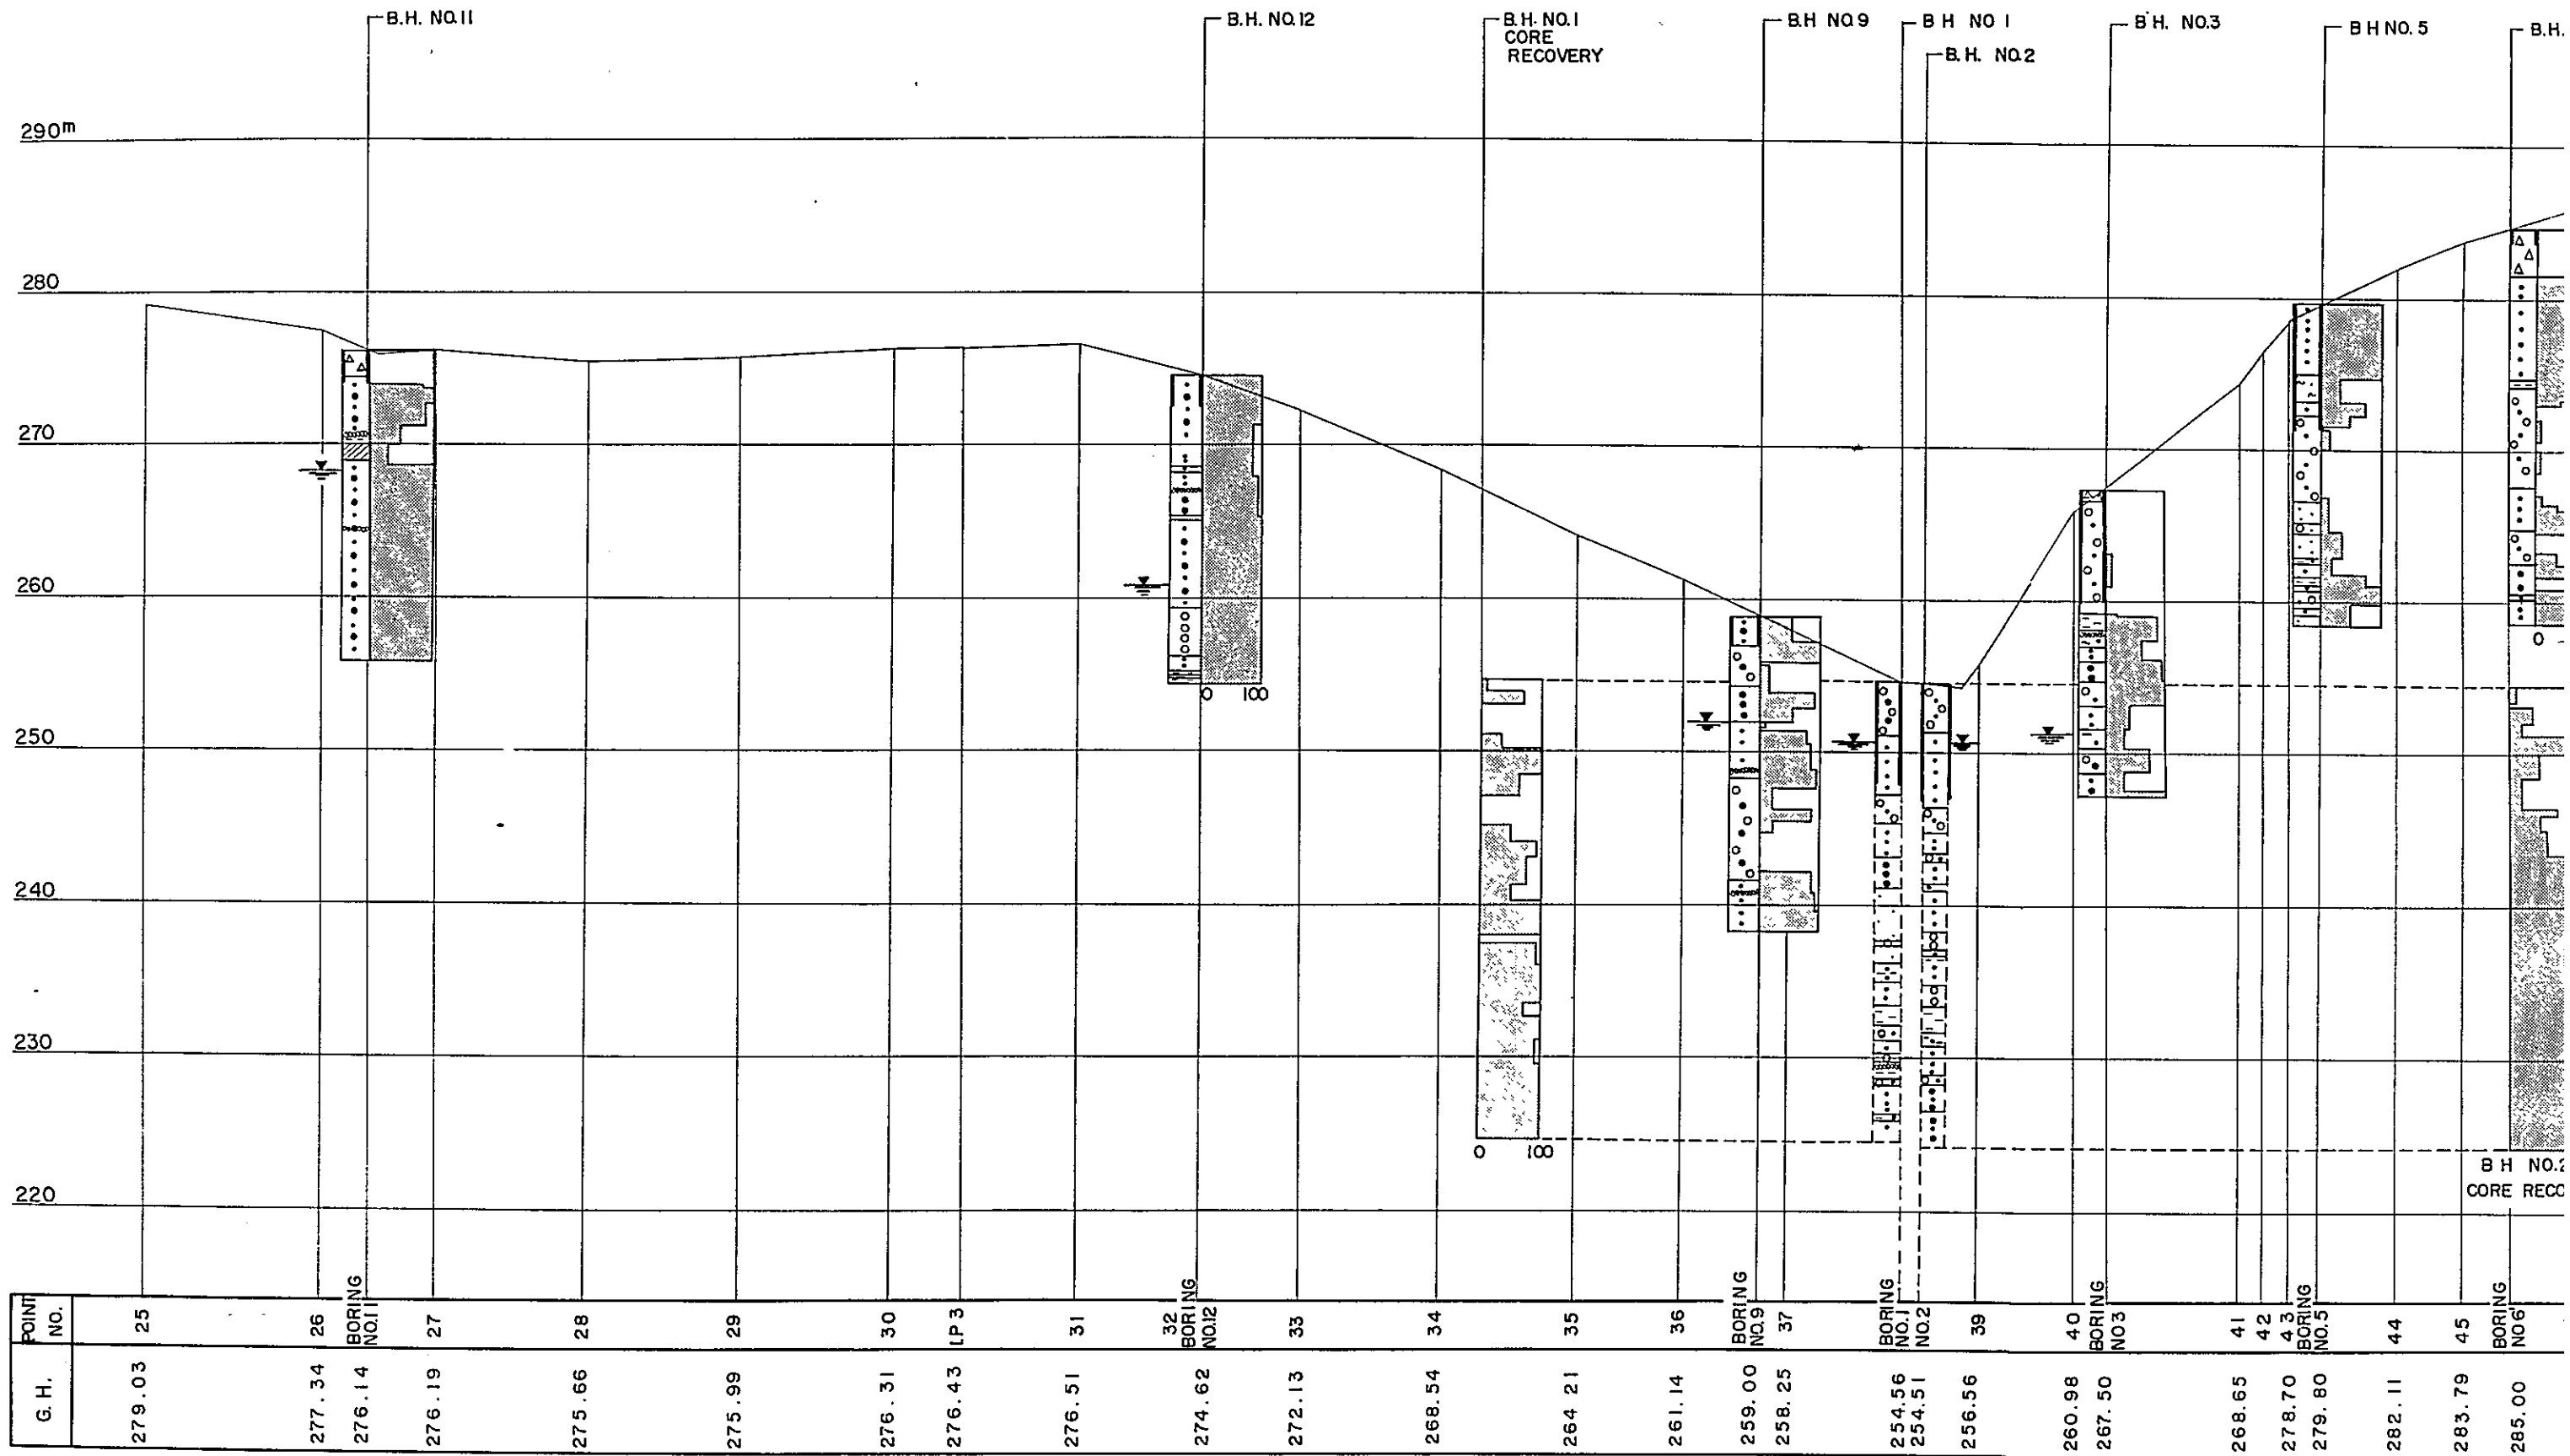 B.H. NO.11
B.H. NO.12
B.H. NO.1
CORE
RECOVERY
B.H NO.9
B H NO 1
B.H. NO.2
B.H. NO.3
B H NO. 5
B.H.
290m
280
270
260
250
240
230
220
0 100
0 100
0
B H NO.2
CORE RECO
POINT NO.
25
26
BORING NO.11
27
28
29
30
I.P 3
31
32
BORING NO.12
33
34
35
36
BORING NO.9
37
BORING NO.1
NO.2
39
40
BORING NO3
41
42
43
BORING NO.5
44
45
BORING NO6
G. H.
279.03
277.34
276.14
276.19
275.66
275.99
276.31
276.43
276.51
274.62
272.13
268.54
264 21
261.14
259.00
258.25
254.56
254.51
256.56
260.98
267.50
268.65
278.70
279.80
282.11
283.79
285.00